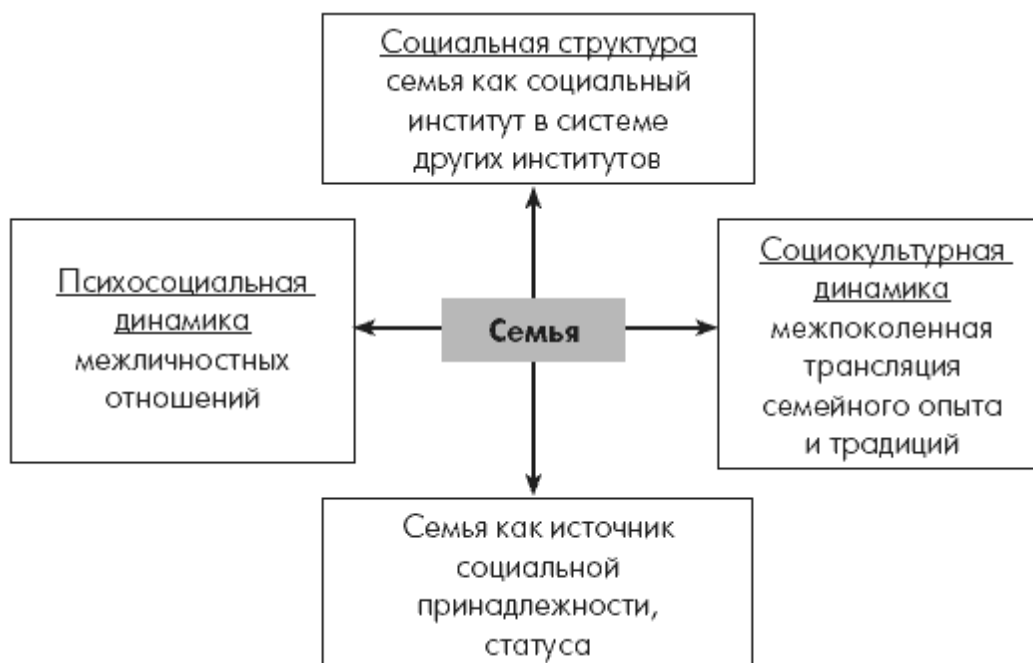 Социальная структура
семья как социальный
институт в системе
других институтов
Психосоциальная
динамика
межличностных
отношений
Семья
Социокультурная
динамика
межпоколенная
трансляция
семейного опыта
и традиций
Семья как источник
социальной
принадлежности,
статуса